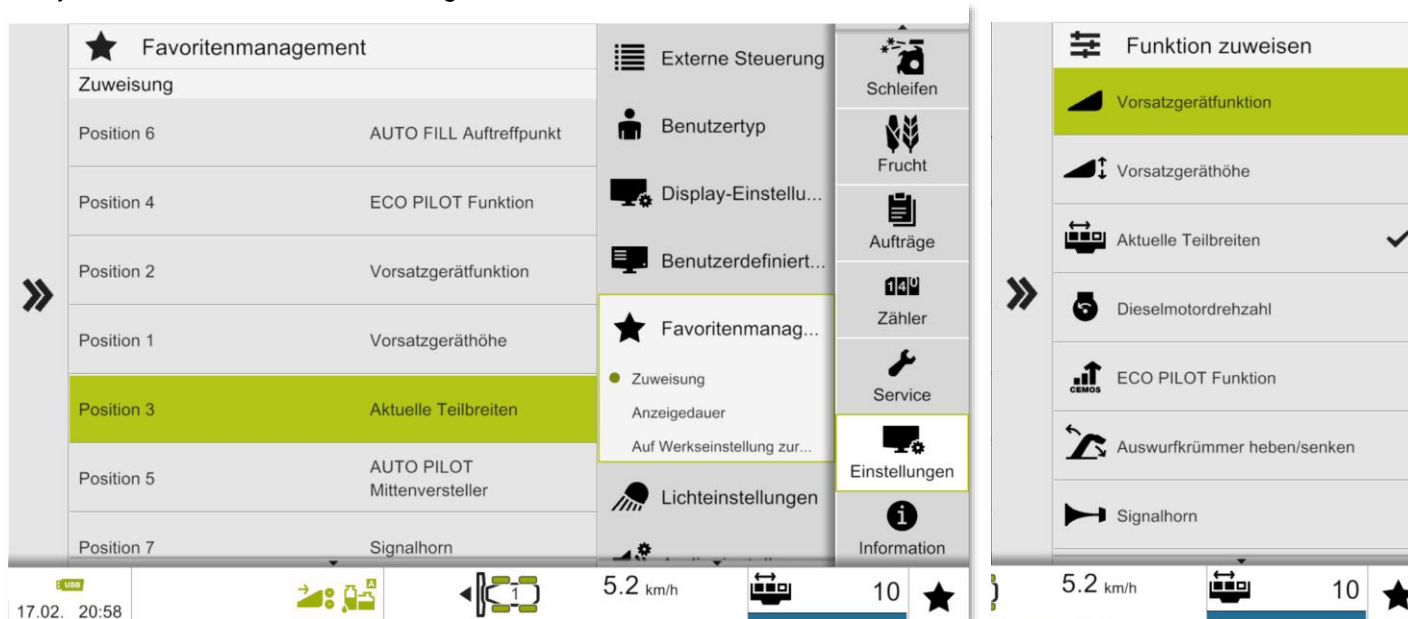 Favoritenmanagement
Zuweisung
Position 6 AUTO FILL Auftreffpunkt
Position 4 ECO PILOT Funktion
Position 2 Vorsatzgerätfunktion
Position 1 Vorsatzgeräthöhe
Position 3 Aktuelle Teilbreiten
Position 5 AUTO PILOT
Mittenversteller
Position 7 Signalhorn
Externe Steuerung
Benutzertyp
Display-Einstellu...
Benutzerdefiniert...
Favoritenmanag...
Zuweisung
Anzeigedauer
Auf Werkseinstellung zur...
Lichteinstellungen
Schleifen
Frucht
Aufträge
140
Zähler
Service
Einstellungen
Information
USB
17.02. 20:58
A
1
5.2 km/h
10
Funktion zuweisen
Vorsatzgerätfunktion
Vorsatzgeräthöhe
Aktuelle Teilbreiten
Dieselmotordrehzahl
CEMOS
ECO PILOT Funktion
Auswurfkrümmer heben/senken
Signalhorn
5.2 km/h
10